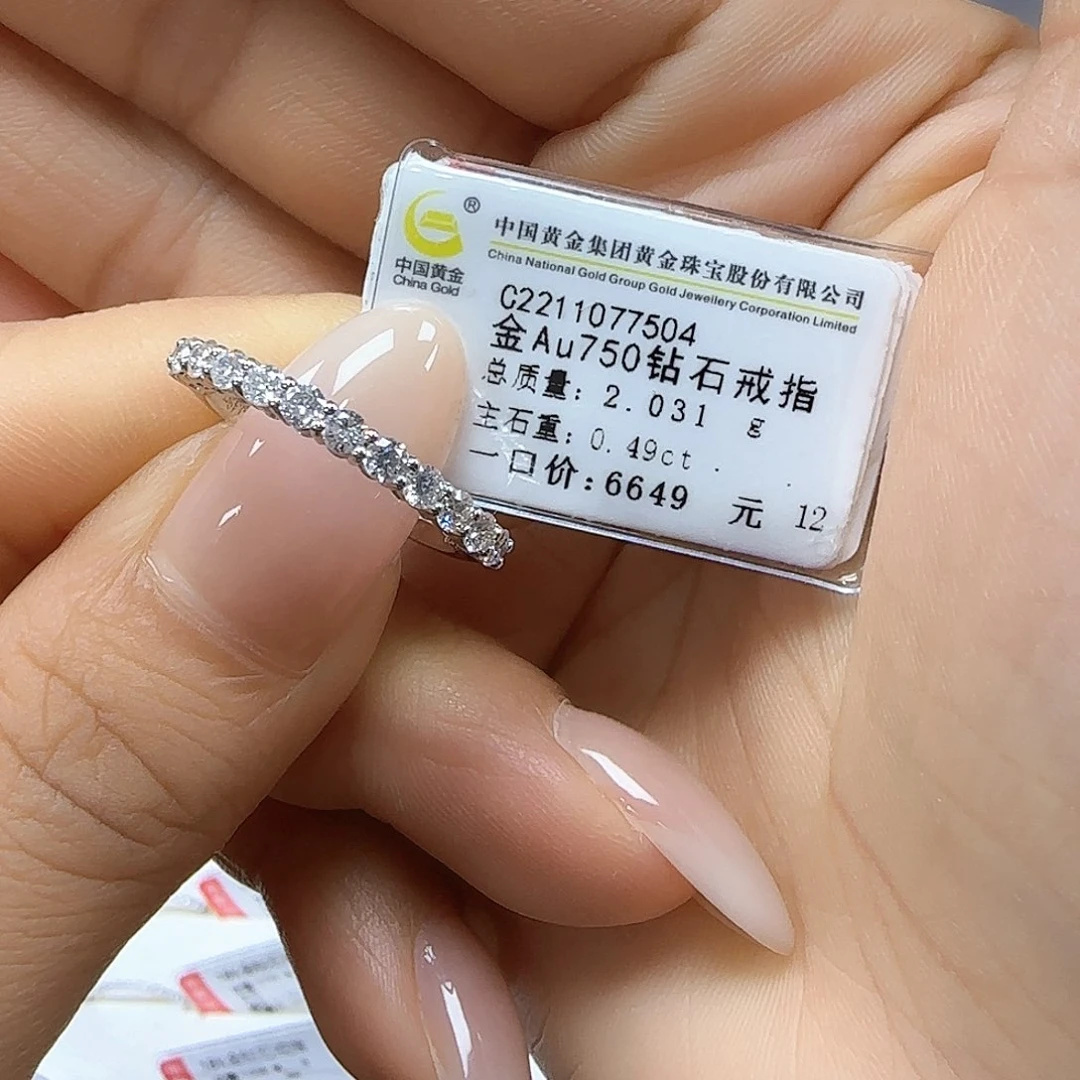 ®
中国黄金
China Gold
中国黄金集团黄金珠宝股份有限公司
China National Gold Group Gold Jewellery Corporation Limited
C2211077504
金Au750钻石戒指
总质量: 2.031 g
主石重: 0.49ct .
一口价:6649 元 12